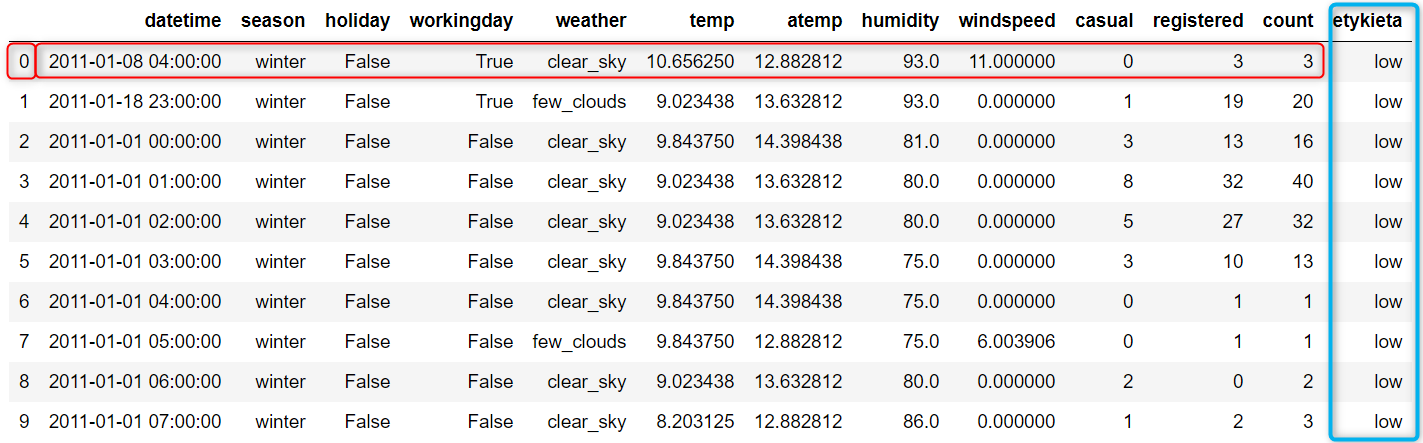 datetime season holiday workingday weather temp atemp humidity windspeed casual registered count etykieta
0 2011-01-08 04:00:00 winter False True clear_sky 10.656250 12.882812 93.0 11.000000 0 3 3 low
1 2011-01-18 23:00:00 winter False True few_clouds 9.023438 13.632812 93.0 0.000000 1 19 20 low
2 2011-01-01 00:00:00 winter False False clear_sky 9.843750 14.398438 81.0 0.000000 3 13 16 low
3 2011-01-01 01:00:00 winter False False clear_sky 9.023438 13.632812 80.0 0.000000 8 32 40 low
4 2011-01-01 02:00:00 winter False False clear_sky 9.023438 13.632812 80.0 0.000000 5 27 32 low
5 2011-01-01 03:00:00 winter False False clear_sky 9.843750 14.398438 75.0 0.000000 3 10 13 low
6 2011-01-01 04:00:00 winter False False clear_sky 9.843750 14.398438 75.0 0.000000 0 1 1 low
7 2011-01-01 05:00:00 winter False False few_clouds 9.843750 12.882812 75.0 6.003906 0 1 1 low
8 2011-01-01 06:00:00 winter False False clear_sky 9.023438 13.632812 80.0 0.000000 2 0 2 low
9 2011-01-01 07:00:00 winter False False clear_sky 8.203125 12.882812 86.0 0.000000 1 2 3 low